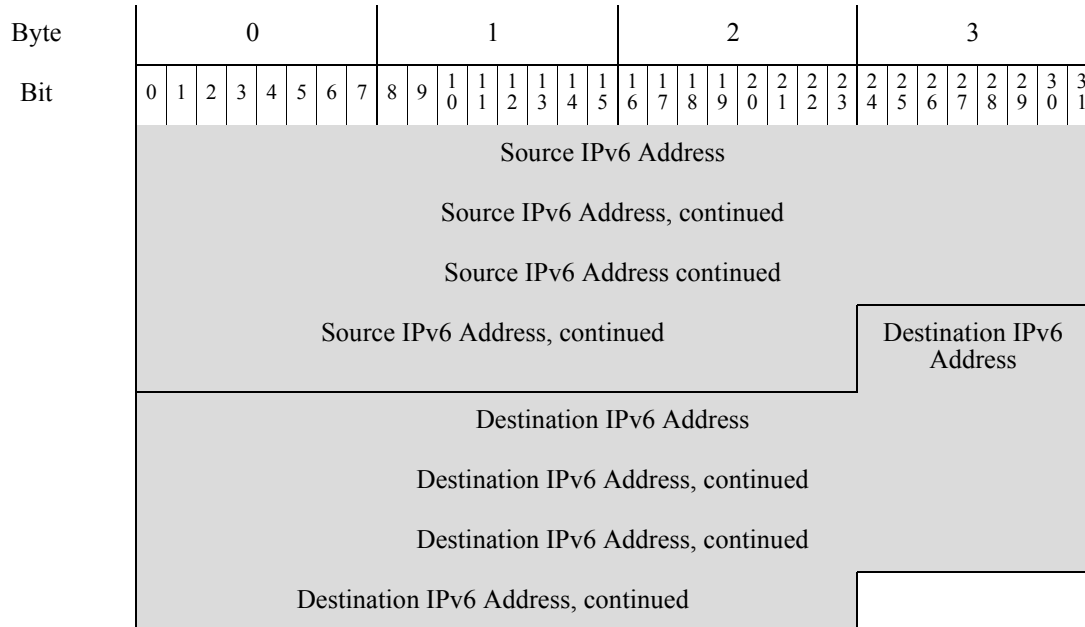 Byte 0 1 2 3
Bit 0 1 2 3 4 5 6 7 8 9 10 11 12 13 14 15 16 17 18 19 20 21 22 23 24 25 26 27 28 29 30 31
Source IPv6 Address
Source IPv6 Address, continued
Source IPv6 Address continued
Source IPv6 Address, continued
Destination IPv6
Address
Destination IPv6 Address
Destination IPv6 Address, continued
Destination IPv6 Address, continued
Destination IPv6 Address, continued